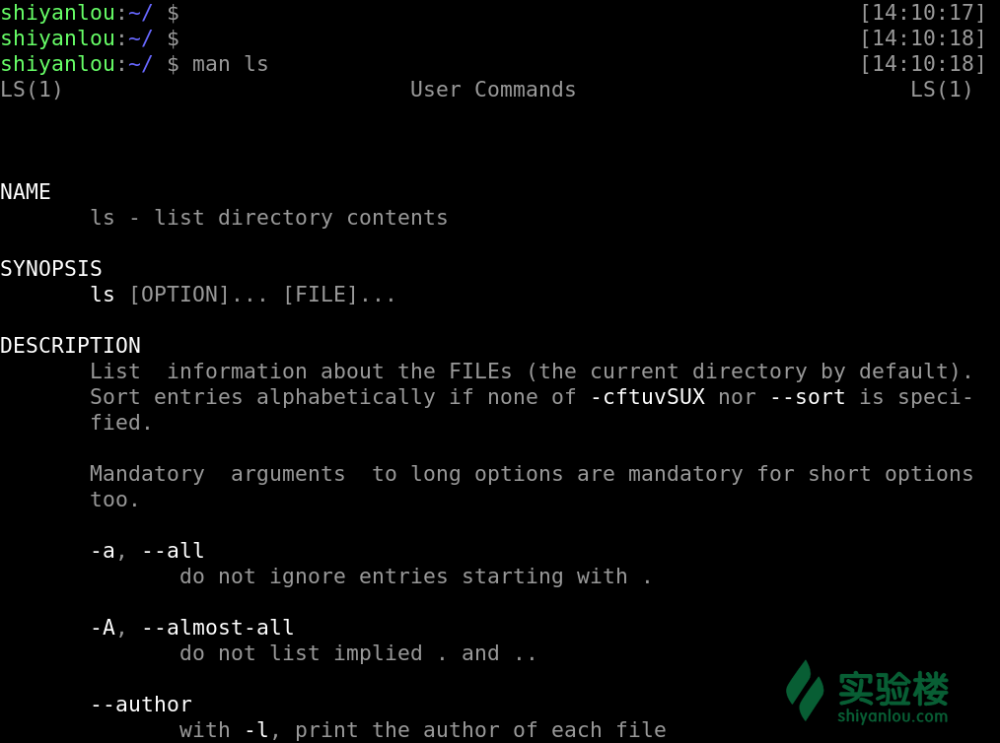 shiyanlou:~/ $ [14:10:17]
shiyanlou:~/ $ [14:10:18]
shiyanlou:~/ $ man ls [14:10:18]
LS(1) User Commands LS(1)
NAME
ls - list directory contents
SYNOPSIS
ls [OPTION]... [FILE]...
DESCRIPTION
List  information about the FILEs (the current directory by default).
Sort entries alphabetically if none of -cftuvSUX nor --sort is speci-
fied.
Mandatory  arguments  to long options are mandatory for short options
too.
-a, --all
do not ignore entries starting with .
-A, --almost-all
do not list implied . and ..
--author
with -l, print the author of each file
实验楼
shiyanlou.com